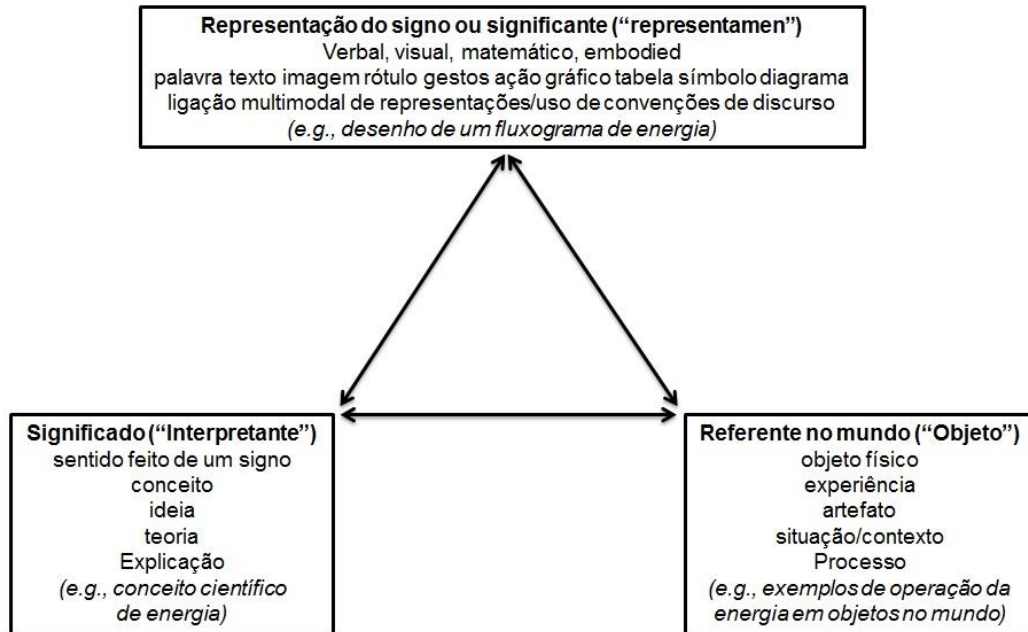 Representação do signo ou significante (“representamen”)
Verbal, visual, matemático, embodied
palavra texto imagem rótulo gestos ação gráfico tabela símbolo diagrama
ligação multimodal de representações/uso de convenções de discurso
(e.g., desenho de um fluxograma de energia)
Significado (“Interpretante”)
sentido feito de um signo
conceito
ideia
teoria
Explicação
(e.g., conceito científico
de energia)
Referente no mundo (“Objeto”)
objeto físico
experiência
artefato
situação/contexto
Processo
(e.g., exemplos de operação da
energia em objetos no mundo)